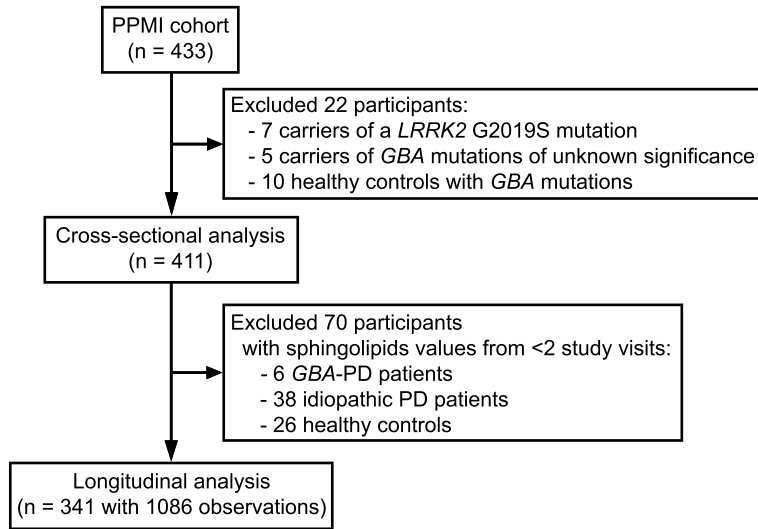 PPMI cohort
(n = 433)
Excluded 22 participants:
- 7 carriers of a LRRK2 G2019S mutation
- 5 carriers of GBA mutations of unknown significance
- 10 healthy controls with GBA mutations
Cross-sectional analysis
(n = 411)
Excluded 70 participants
with sphingolipids values from <2 study visits:
- 6 GBA-PD patients
- 38 idiopathic PD patients
- 26 healthy controls
Longitudinal analysis
(n = 341 with 1086 observations)